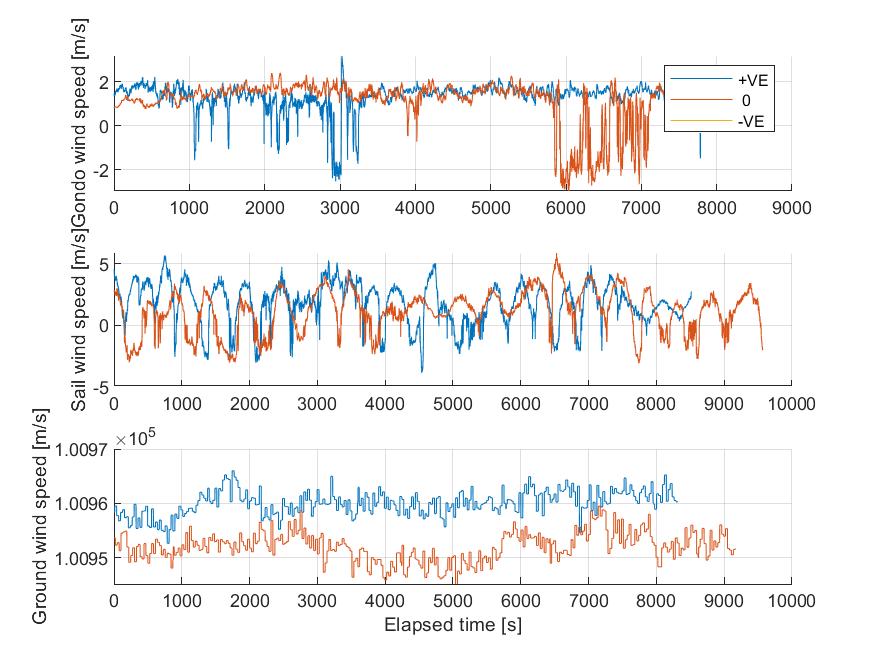 Gondo wind speed [m/s]
2
0
-2
+VE
0
-VE
0 1000 2000 3000 4000 5000 6000 7000 8000 9000
Sail wind speed [m/s]
5
0
-5
0 1000 2000 3000 4000 5000 6000 7000 8000 9000 10000
Ground wind speed [m/s]
×10^5
1.0097
1.0096
1.0095
0 1000 2000 3000 4000 5000 6000 7000 8000 9000 10000
Elapsed time [s]